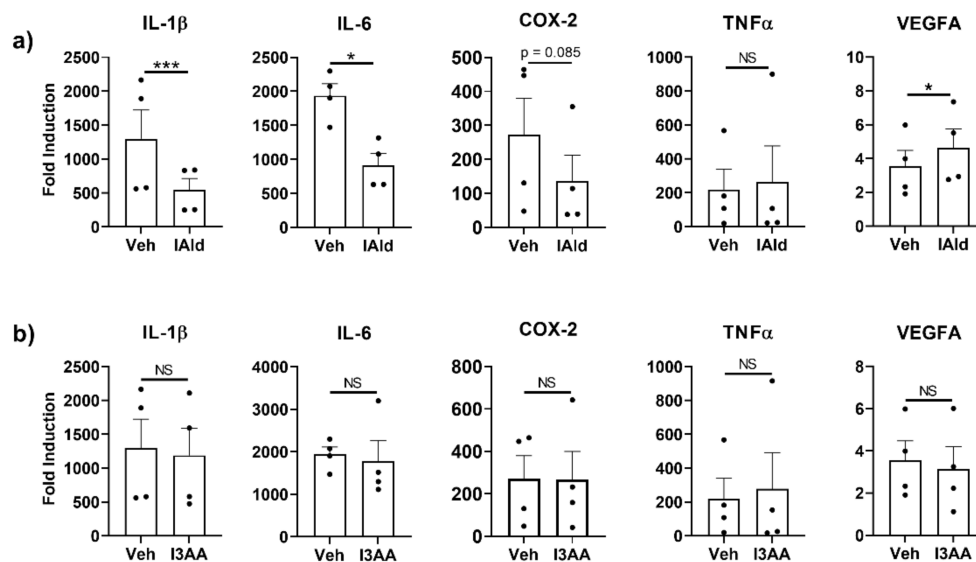 a)
IL-1β
Fold Induction
2500
2000
1500
1000
500
0
***
Veh IAld
IL-6
2500
2000
1500
1000
500
0
*
Veh IAld
COX-2
500
400
300
200
100
0
p = 0.085
Veh IAld
TNFα
1000
800
600
400
200
0
NS
Veh IAld
VEGFA
10
8
6
4
2
0
*
Veh IAld
b)
IL-1β
Fold Induction
2500
2000
1500
1000
500
0
NS
Veh I3AA
IL-6
4000
3000
2000
1000
0
NS
Veh I3AA
COX-2
800
600
400
200
0
NS
Veh I3AA
TNFα
1000
800
600
400
200
0
NS
Veh I3AA
VEGFA
8
6
4
2
0
NS
Veh I3AA